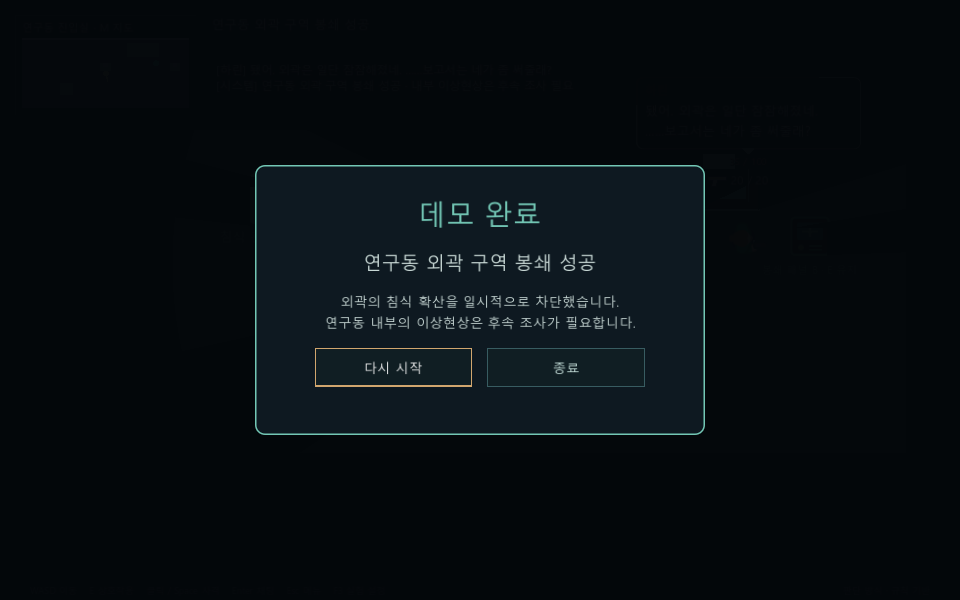 데모 완료
연구동 외곽 구역 봉쇄 성공
외곽의 침식 확산을 일시적으로 차단했습니다.
연구동 내부의 이상현상은 후속 조사가 필요합니다.
다시 시작
종료